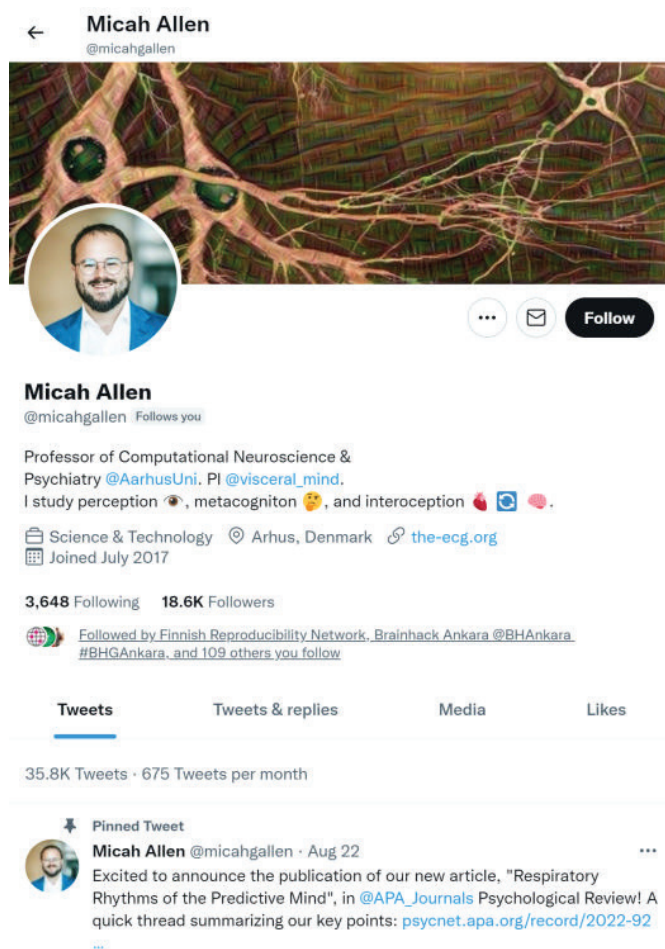 Micah Allen
@micahgallen
Follow
Micah Allen
@micahgallen Follows you
Professor of Computational Neuroscience &
Psychiatry @AarhusUni. PI @visceral_mind.
I study perception 👁, metacogniton 🤔, and interoception 🫀 🔄 🧠.
Science & Technology Arhus, Denmark the-ecg.org
Joined July 2017
3,648 Following 18.6K Followers
Followed by Finnish Reproducibility Network, Brainhack Ankara @BHAnkara
#BHGAnkara, and 109 others you follow
Tweets Tweets & replies Media Likes
35.8K Tweets · 675 Tweets per month
Pinned Tweet
Micah Allen @micahgallen · Aug 22
Excited to announce the publication of our new article, "Respiratory
Rhythms of the Predictive Mind", in @APA_Journals Psychological Review! A
quick thread summarizing our key points: psycnet.apa.org/record/2022-92
...